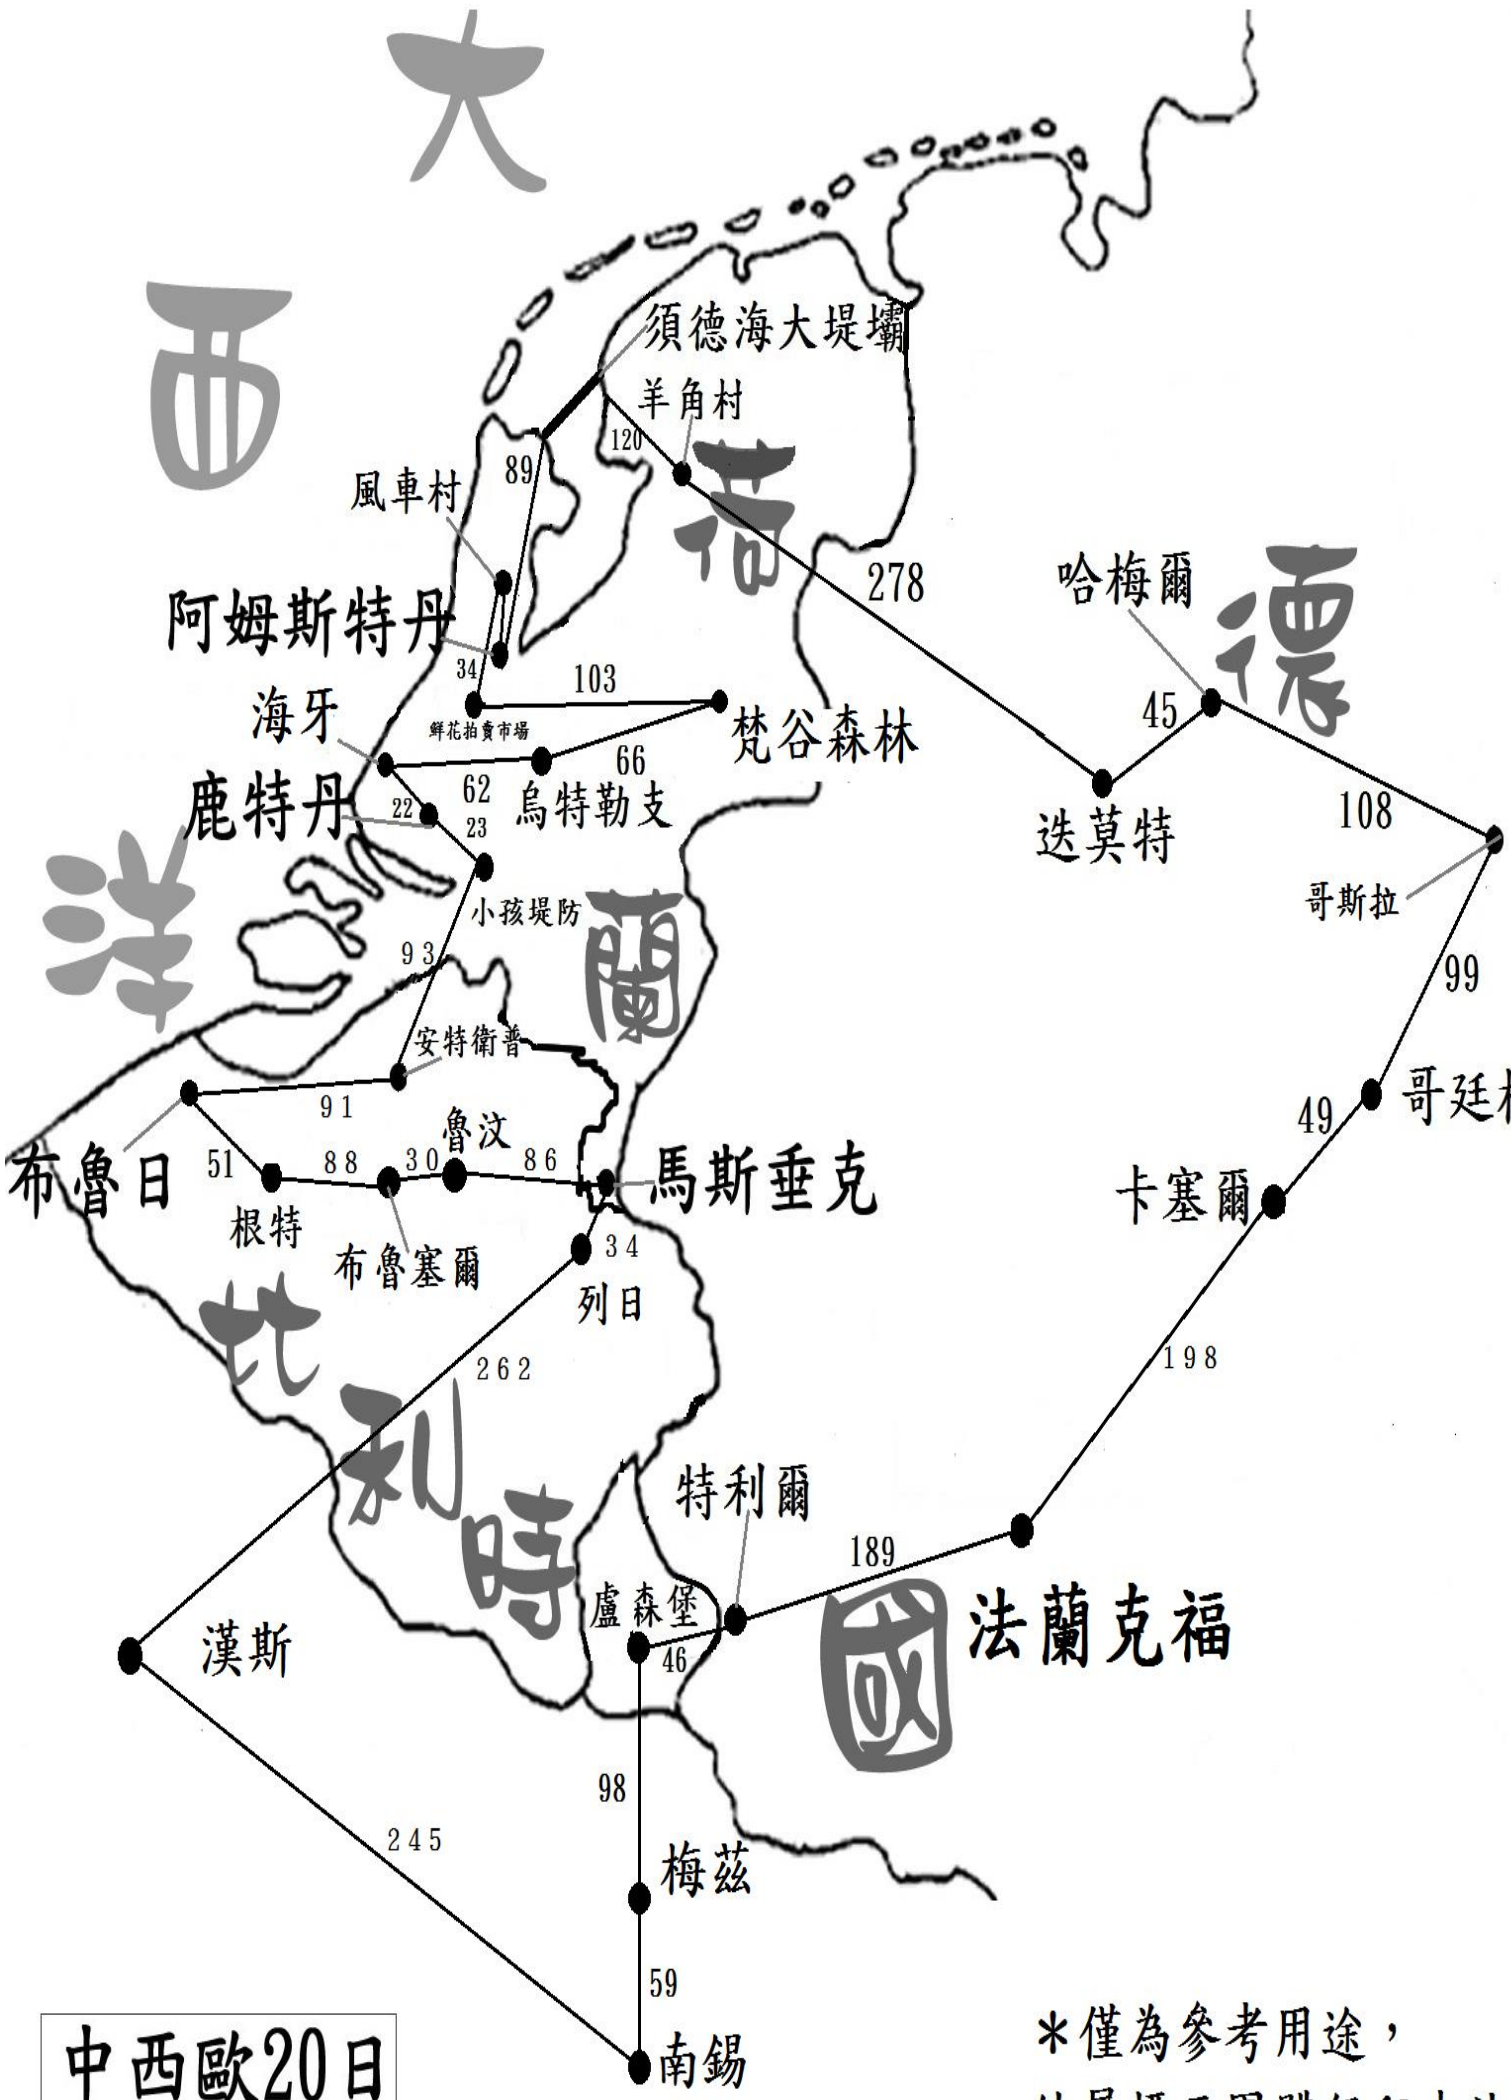 大
西
洋
須德海大堤壩
羊角村
120
89
風車村
荷
278
哈梅爾
德
阿姆斯特丹
34
103
海牙
鮮花拍賣市場
梵谷森林
45
66
62
烏特勒支
鹿特丹
22
23
迭莫特
108
小孩堤防
哥斯拉
蘭
93
99
安特衛普
91
哥廷
49
魯汶
布魯日
51
88
30
86
馬斯垂克
卡塞爾
根特
布魯塞爾
34
列日
比
利
時
262
198
特利爾
189
盧森堡
46
國
法蘭克福
漢斯
98
245
梅茲
59
南錫
中西歐20日
*僅為參考用途，